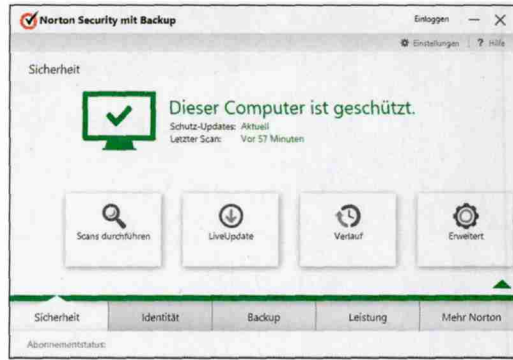 Norton Security mit Backup
Einloggen
Einstellungen ? Hilfe
Sicherheit
Dieser Computer ist geschützt.
Schutz-Updates: Aktuell
Letzter Scan: Vor 57 Minuten
Scans durchführen LiveUpdate Verlauf Erweitert
Sicherheit Identität Backup Leistung Mehr Norton
Abonnementstatus: